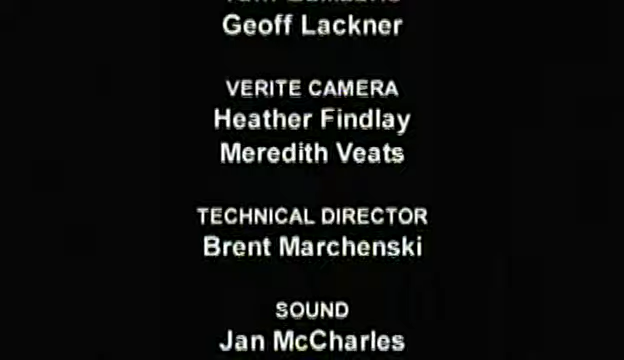 Geoff Lackner
VERITE CAMERA
Heather Findlay
Meredith Veats
TECHNICAL DIRECTOR
Brent Marchenski
SOUND
Jan McCharles